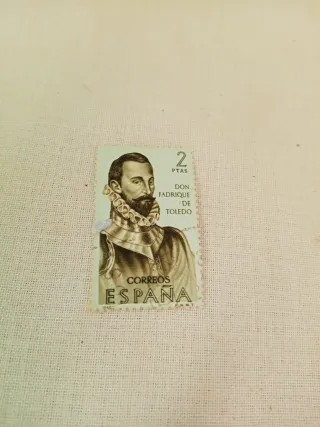 2
PTAS
DON
FADRIQUE
DE
TOLEDO
CORREOS
ESPAÑA